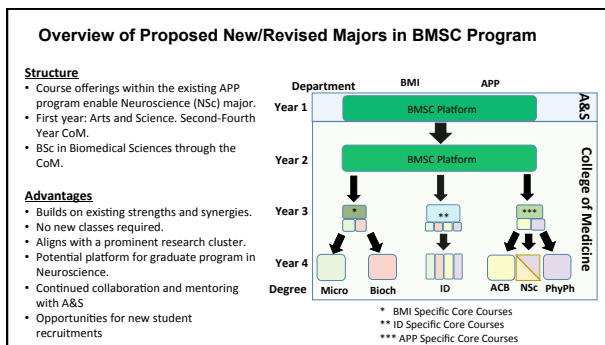 Overview of Proposed New/Revised Majors in BMSC Program
Structure
• Course offerings within the existing APP
program enable Neuroscience (NSc) major.
• First year: Arts and Science. Second-Fourth
Year CoM.
• BSc in Biomedical Sciences through the
CoM.
Advantages
• Builds on existing strengths and synergies.
• No new classes required.
• Aligns with a prominent research cluster.
• Potential platform for graduate program in
Neuroscience.
• Continued collaboration and mentoring
with A&S
• Opportunities for new student
recruitments
Department BMI APP
Year 1 BMSC Platform A&S
Year 2 BMSC Platform
College of Medicine
Year 3 * ** ***
Year 4
Degree Micro Bioch ID ACB NSc PhyPh
* BMI Specific Core Courses
** ID Specific Core Courses
*** APP Specific Core Courses